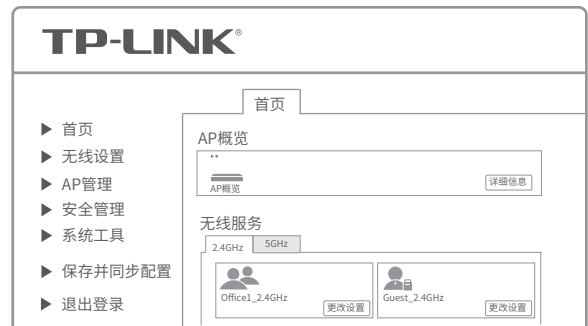 TP-LINK®
首页
首页
无线设置
AP管理
安全管理
系统工具
保存并同步配置
退出登录
AP概览
AP概览
详细信息
无线服务
2.4GHz 5GHz
Office1_2.4GHz
更改设置
Guest_2.4GHz
更改设置